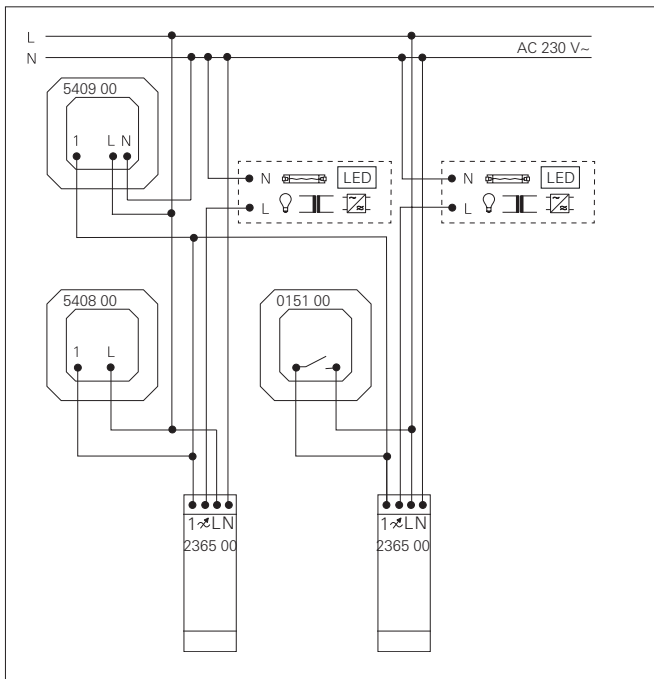 L
AC 230 V~
N
5409 00
1 L N
N LED
L
N LED
L
5408 00
1 L
0151 00
1 L N
2365 00
1 L N
2365 00